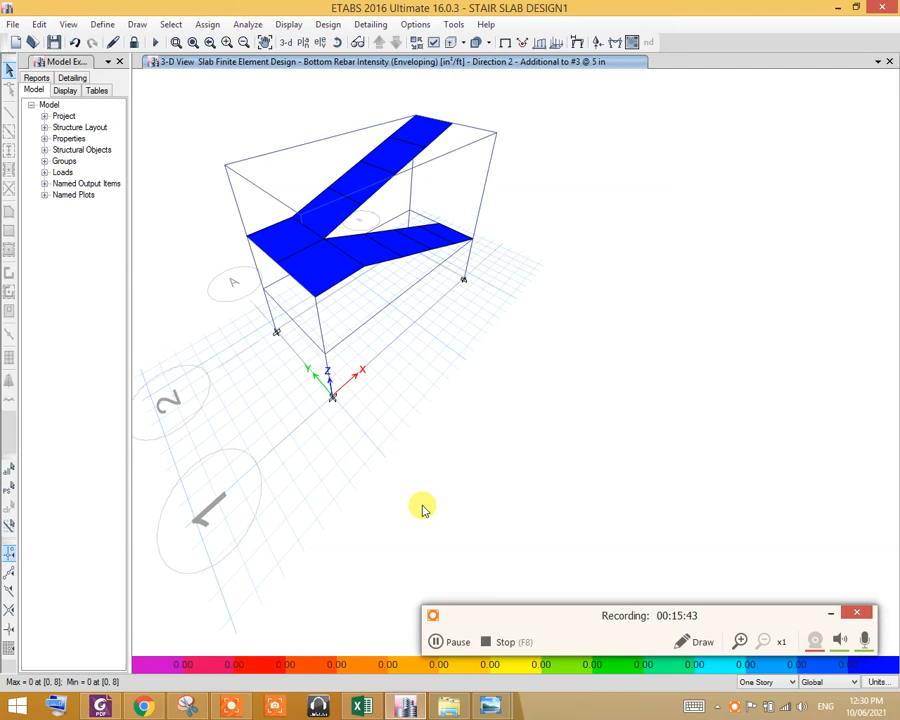 ETABS 2016 Ultimate 16.0.3 - STAIR SLAB DESIGN1
File Edit View Define Draw Select Assign Analyze Display Design Detailing Options Tools Help
3-d nd
Model Ex...
3-D View Slab Finite Element Design - Bottom Rebar Intensity (Enveloping) [in²/ft] - Direction 2 - Additional to #3 @ 5 in
Reports Detailing
Model Display Tables
Model
Project
Structure Layout
Properties
Structural Objects
Groups
Loads
Named Output Items
Named Plots
A
Y Z X
2
1
Recording: 00:15:43
Pause Stop (F8) Draw x1
0.00 0.00 0.00 0.00 0.00 0.00 0.00 0.00 0.00 0.00 0.00 0.00 0.00
Max = 0 at [0, 8]; Min = 0 at [0, 8] One Story Global Units...
PDF ENG 12:30 PM
10/06/2021